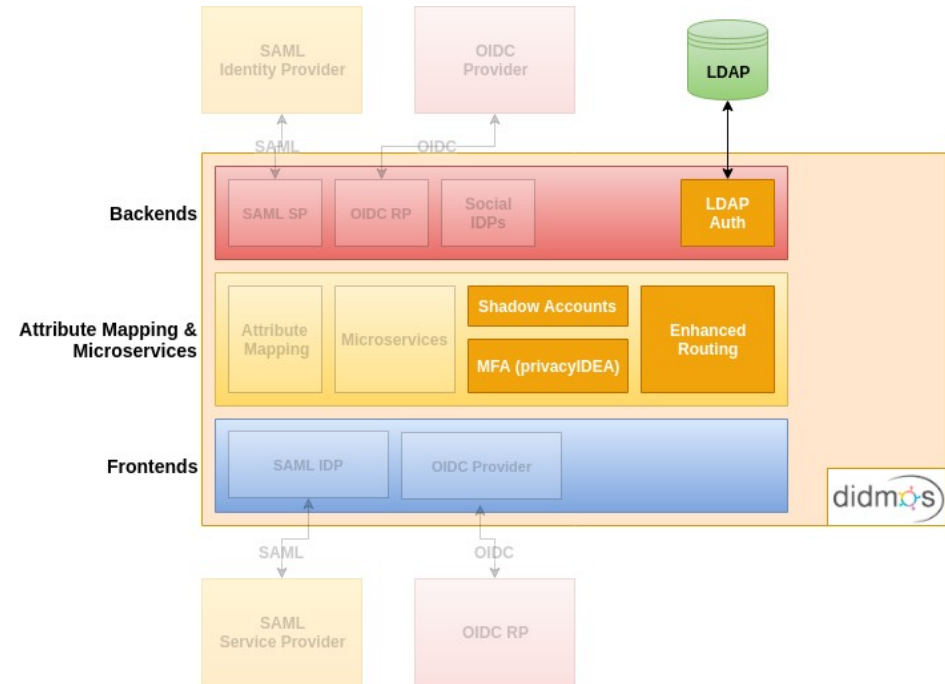 SAML
Identity Provider
OIDC
Provider
LDAP
SAML
OIDC
Backends
SAML SP
OIDC RP
Social
IDPs
LDAP
Auth
Attribute Mapping &
Microservices
Attribute
Mapping
Microservices
Shadow Accounts
MFA (privacyIDEA)
Enhanced
Routing
Frontends
SAML IDP
OIDC Provider
didmos
SAML
OIDC
SAML
Service Provider
OIDC RP